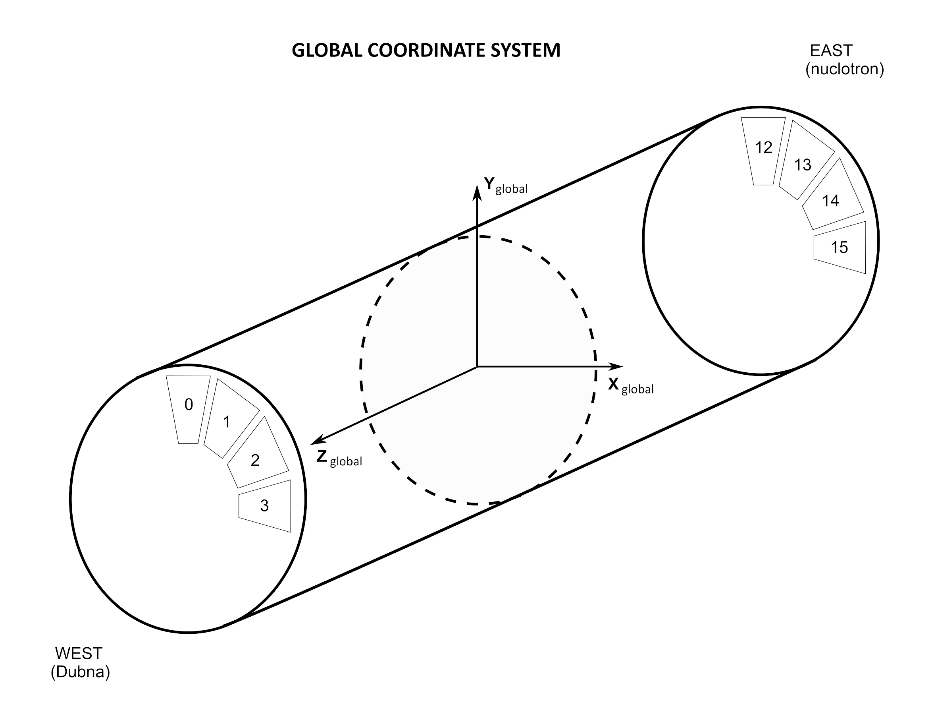 GLOBAL COORDINATE SYSTEM
EAST
(nuclotron)
12
13
14
15
Yglobal
Xglobal
Zglobal
0
1
2
3
WEST
(Dubna)